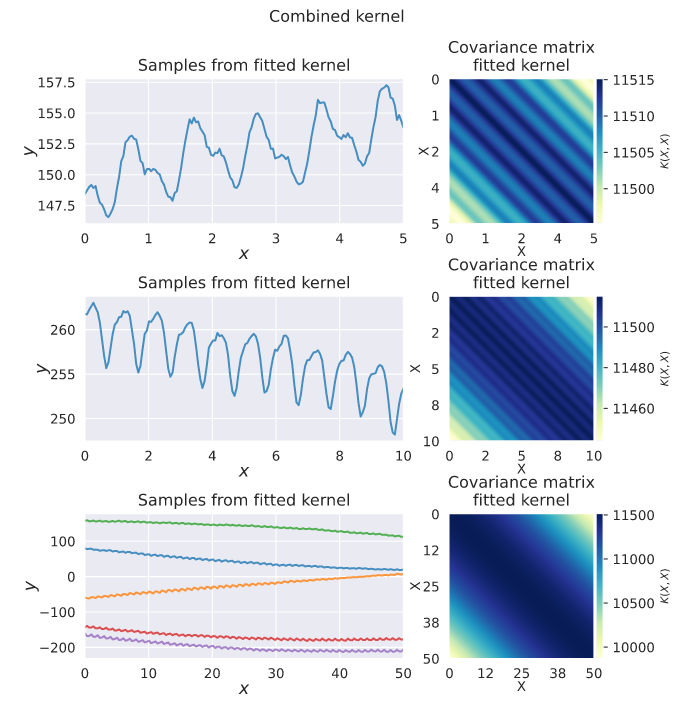 Combined kernel
Samples from fitted kernel
Covariance matrix
fitted kernel
157.5
155.0
152.5
150.0
147.5
y
0 1 2 3 4 5
x
0
1
2
4
5
X
0 1 2 4 5
X
11515
11510
11505
11500
K(X, X)
Samples from fitted kernel
Covariance matrix
fitted kernel
260
255
250
y
0 2 4 6 8 10
x
0
2
5
8
10
X
0 2 5 8 10
X
11500
11480
11460
K(X, X)
Samples from fitted kernel
Covariance matrix
fitted kernel
100
0
−100
−200
y
0 10 20 30 40 50
x
0
12
25
38
50
X
0 12 25 38 50
X
11500
11000
10500
10000
K(X, X)